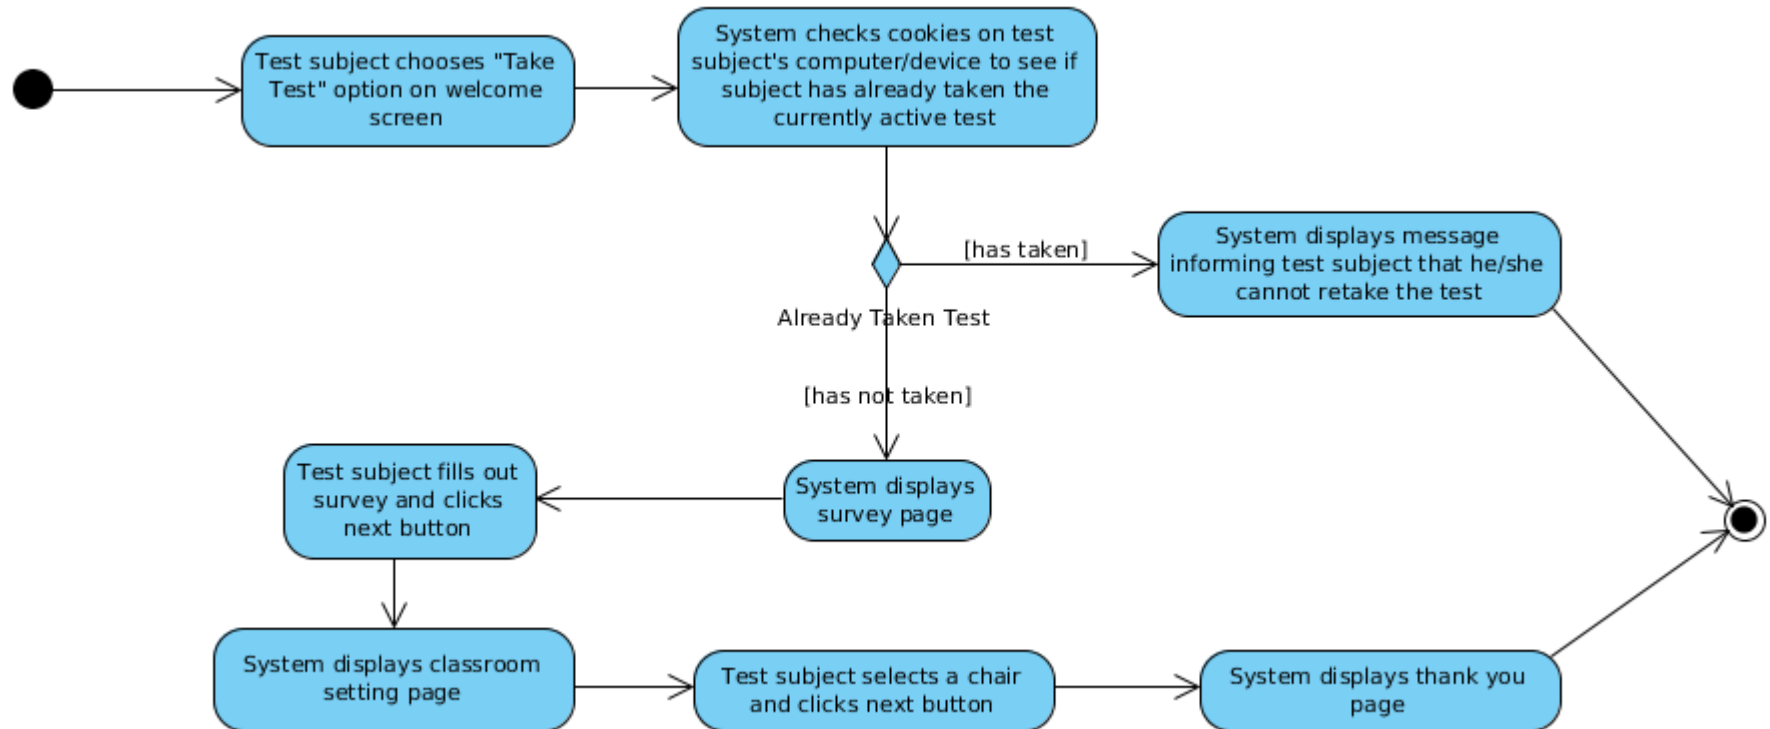 Test subject chooses "Take
Test" option on welcome
screen
System checks cookies on test
subject's computer/device to see if
subject has already taken the
currently active test
[has taken]
System displays message
informing test subject that he/she
cannot retake the test
Already Taken Test
[has not taken]
System displays
survey page
Test subject fills out
survey and clicks
next button
System displays classroom
setting page
Test subject selects a chair
and clicks next button
System displays thank you
page